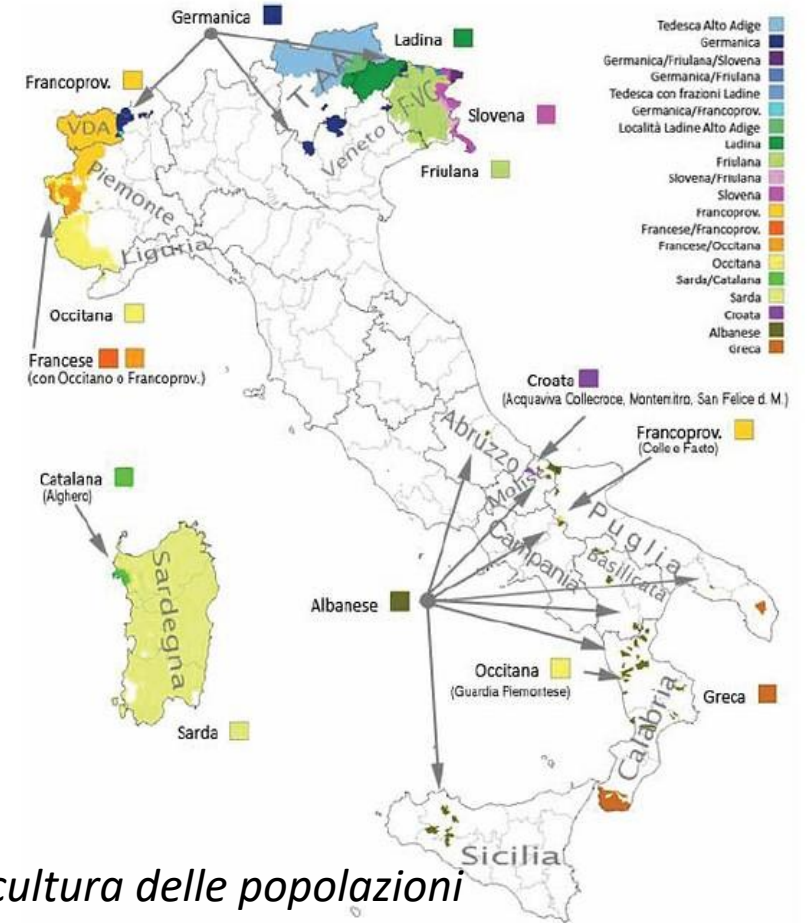 Germanica
Ladina
Francoprov.
Slovena
Friulana
TAA
FVG
VDA
Veneto
Piemonte
Liguria
Tedesca Alto Adige
Germanica
Germanica/Friulana/Slovena
Germanica/Friulana
Tedesca con frazioni Ladine
Germanica/Francoprov.
Località Ladine Alto Adige
Ladina
Friulana
Slovena/Friulana
Slovena
Francoprov.
Francese/Francoprov.
Francese/Occitana
Occitana
Sarda/Catalana
Sarda
Croata
Albanese
Greca
Occitana
Francese
(con Occitano o Francoprov.)
Croata
(Acquaviva Collecroce, Montemitro, San Felice d. M.)
Francoprov.
(Celle e Faeto)
Abruzzo
Molise
Campania
Puglia
Basilicata
Catalana
(Alghero)
Sardegna
Sarda
Albanese
Occitana
(Guardia Piemontese)
Greca
Calabria
Sicilia
cultura delle popolazioni